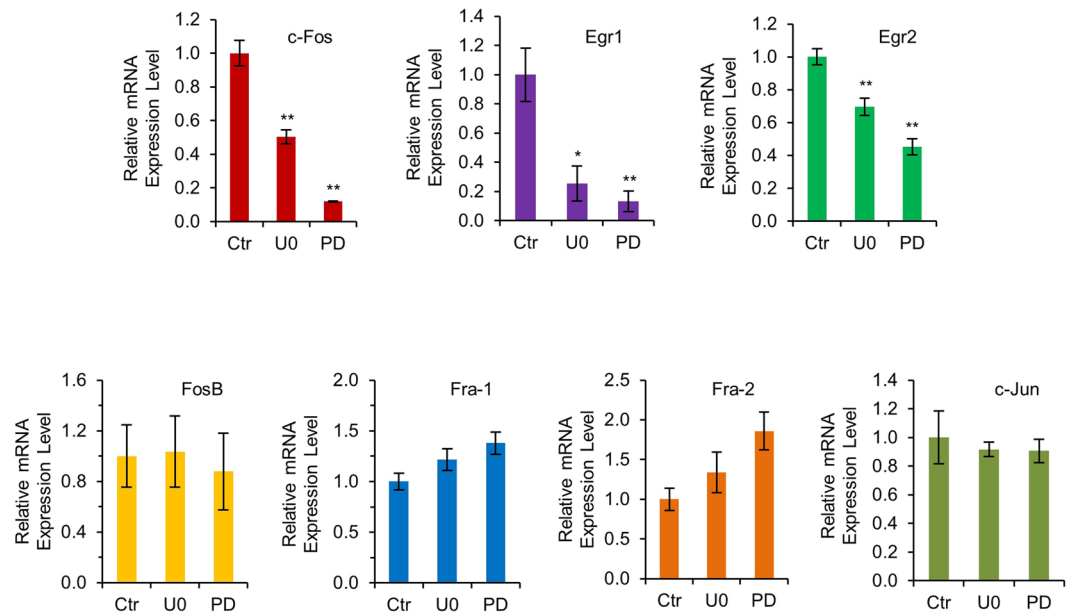 c-Fos
Relative mRNA
Expression Level
1.2
1.0
0.8
0.6
0.4
0.2
0.0
**
**
Ctr U0 PD
Egr1
Relative mRNA
Expression Level
1.4
1.2
1.0
0.8
0.6
0.4
0.2
0.0
*
**
Ctr U0 PD
Egr2
Relative mRNA
Expression Level
1.2
1.0
0.8
0.6
0.4
0.2
0.0
**
**
Ctr U0 PD
FosB
Relative mRNA
Expression Level
1.6
1.2
0.8
0.4
0.0
Ctr U0 PD
Fra-1
Relative mRNA
Expression Level
2.0
1.5
1.0
0.5
0.0
Ctr U0 PD
Fra-2
Relative mRNA
Expression Level
2.5
2.0
1.5
1.0
0.5
0.0
Ctr U0 PD
c-Jun
Relative mRNA
Expression Level
1.4
1.2
1.0
0.8
0.6
0.4
0.2
0.0
Ctr U0 PD